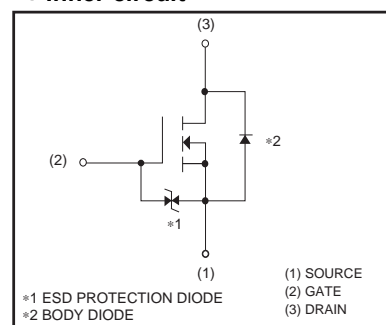 Inner circuit
(3)
(2)
∗2
∗1
(1)
∗1 ESD PROTECTION DIODE
∗2 BODY DIODE
(1) SOURCE
(2) GATE
(3) DRAIN